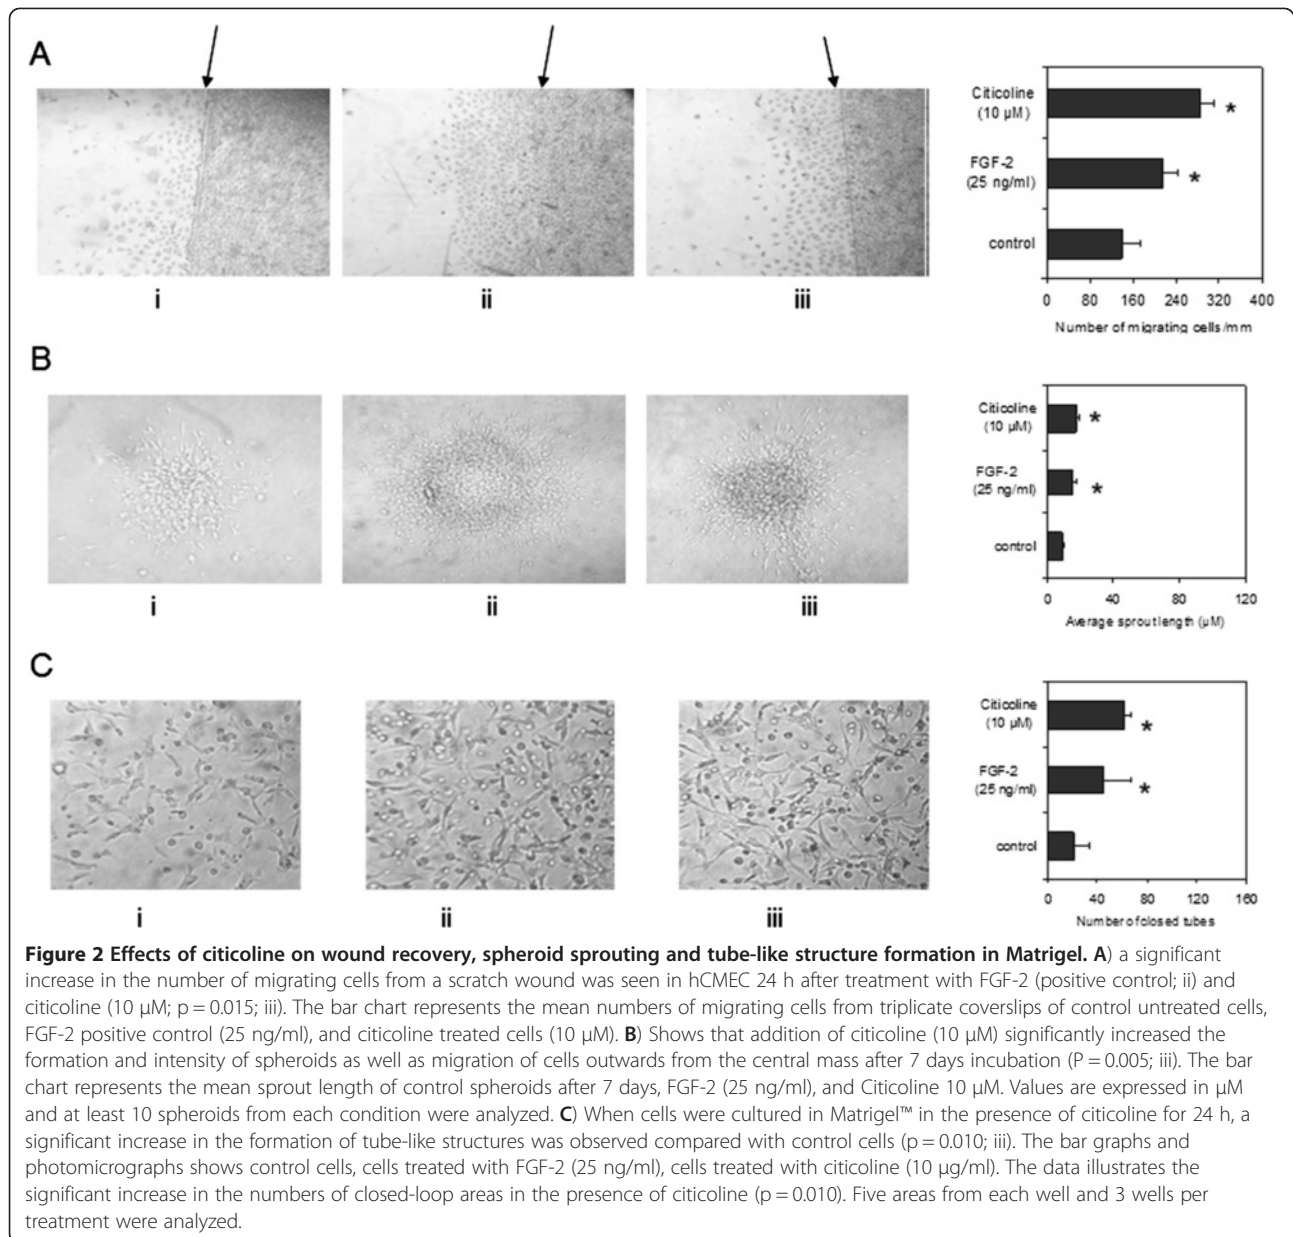 A
Citicoline
(10 µM)
*
FGF-2
(25 ng/ml)
*
control
0 80 160 240 320 400
Number of migrating cells/mm
i ii iii
B
Citicoline
(10 µM)
*
FGF-2
(25 ng/ml)
*
control
0 40 80 120
Average sprout length (µM)
i ii iii
C
Citicoline
(10 µM)
*
FGF-2
(25 ng/ml)
*
control
0 40 80 120 160
Number of closed tubes
i ii iii
Figure 2 Effects of citicoline on wound recovery, spheroid sprouting and tube-like structure formation in Matrigel. A) a significant
increase in the number of migrating cells from a scratch wound was seen in hCMEC 24 h after treatment with FGF-2 (positive control; ii) and
citicoline (10 µM; p = 0.015; iii). The bar chart represents the mean numbers of migrating cells from triplicate coverslips of control untreated cells,
FGF-2 positive control (25 ng/ml), and citicoline treated cells (10 µM). B) Shows that addition of citicoline (10 µM) significantly increased the
formation and intensity of spheroids as well as migration of cells outwards from the central mass after 7 days incubation (P = 0.005; iii). The bar
chart represents the mean sprout length of control spheroids after 7 days, FGF-2 (25 ng/ml), and Citicoline 10 µM. Values are expressed in µM
and at least 10 spheroids from each condition were analyzed. C) When cells were cultured in Matrigel™ in the presence of citicoline for 24 h, a
significant increase in the formation of tube-like structures was observed compared with control cells (p = 0.010; iii). The bar graphs and
photomicrographs shows control cells, cells treated with FGF-2 (25 ng/ml), cells treated with citicoline (10 µg/ml). The data illustrates the
significant increase in the numbers of closed-loop areas in the presence of citicoline (p = 0.010). Five areas from each well and 3 wells per
treatment were analyzed.